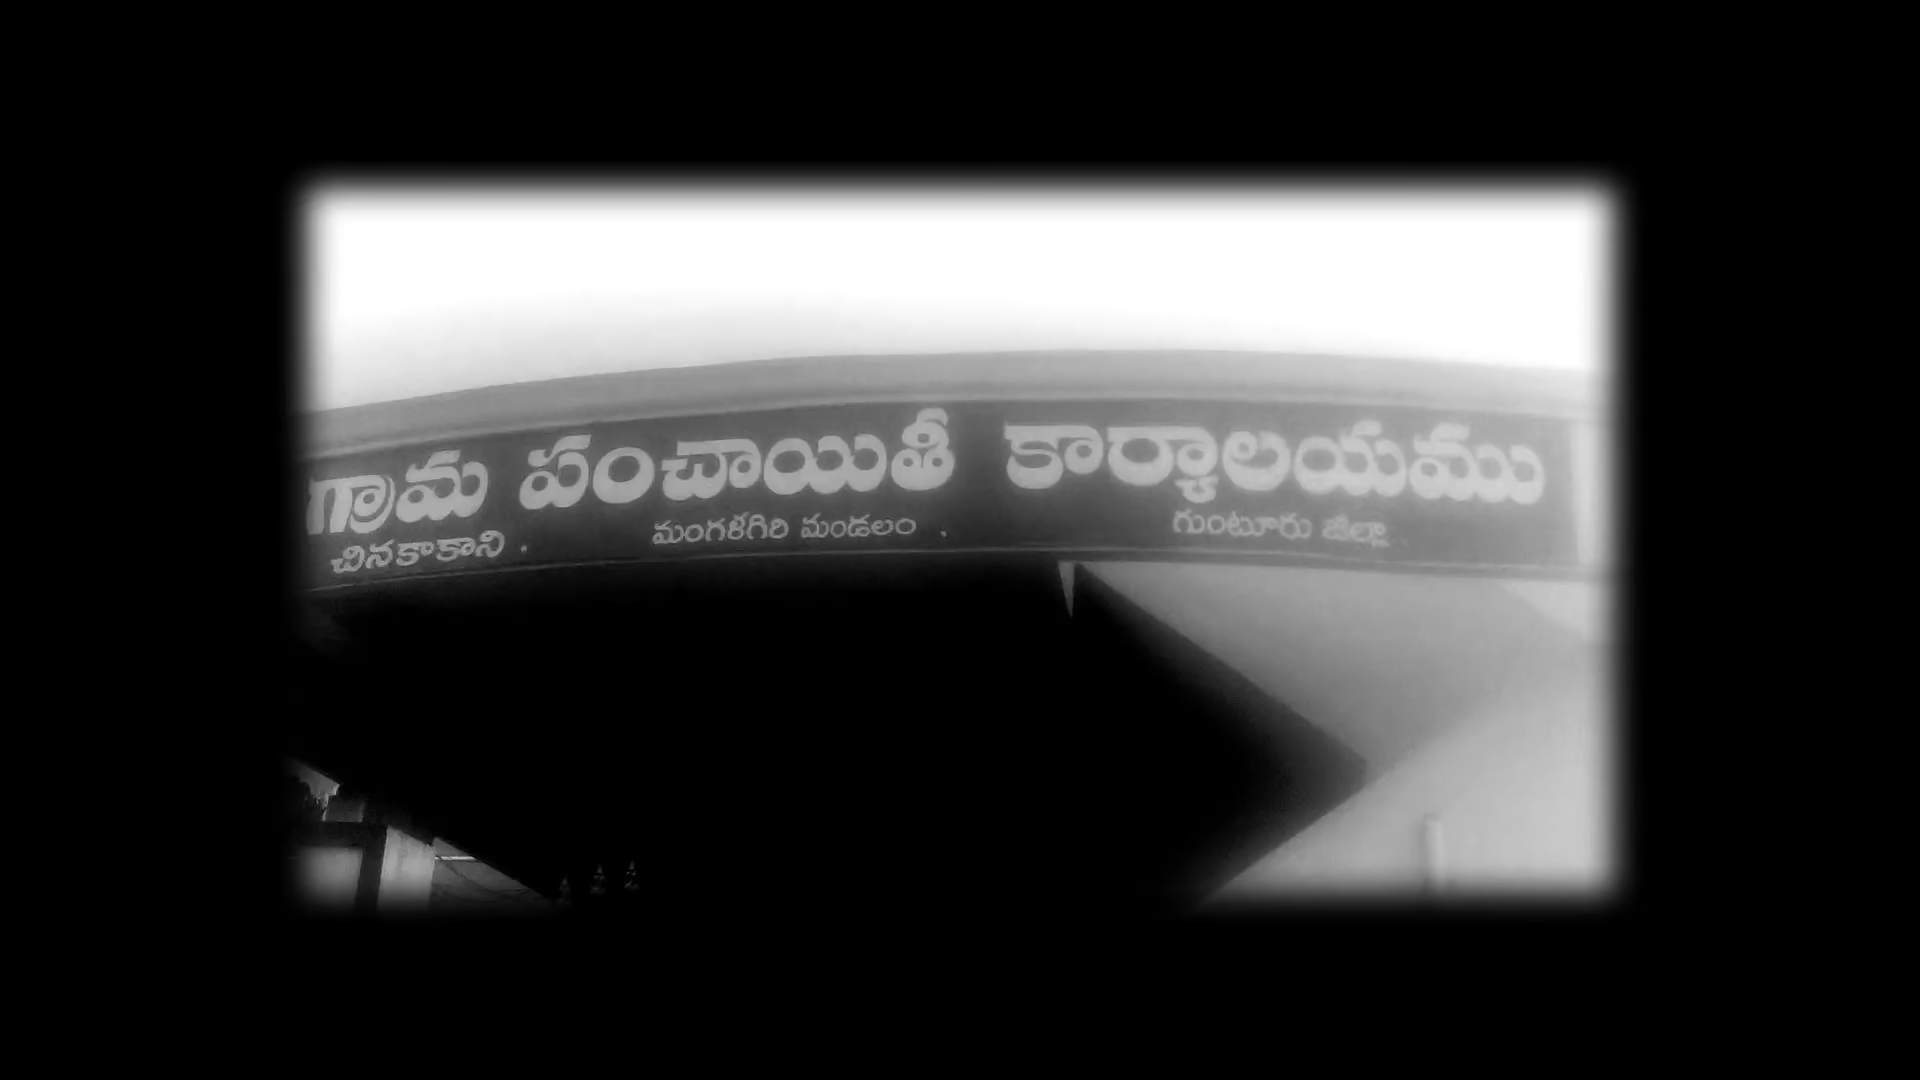 గ్రామ పంచాయితీ కార్కాలయము
చినకాకాని. మంగళగిరి మండలం. గుంటూరు జిల్లా